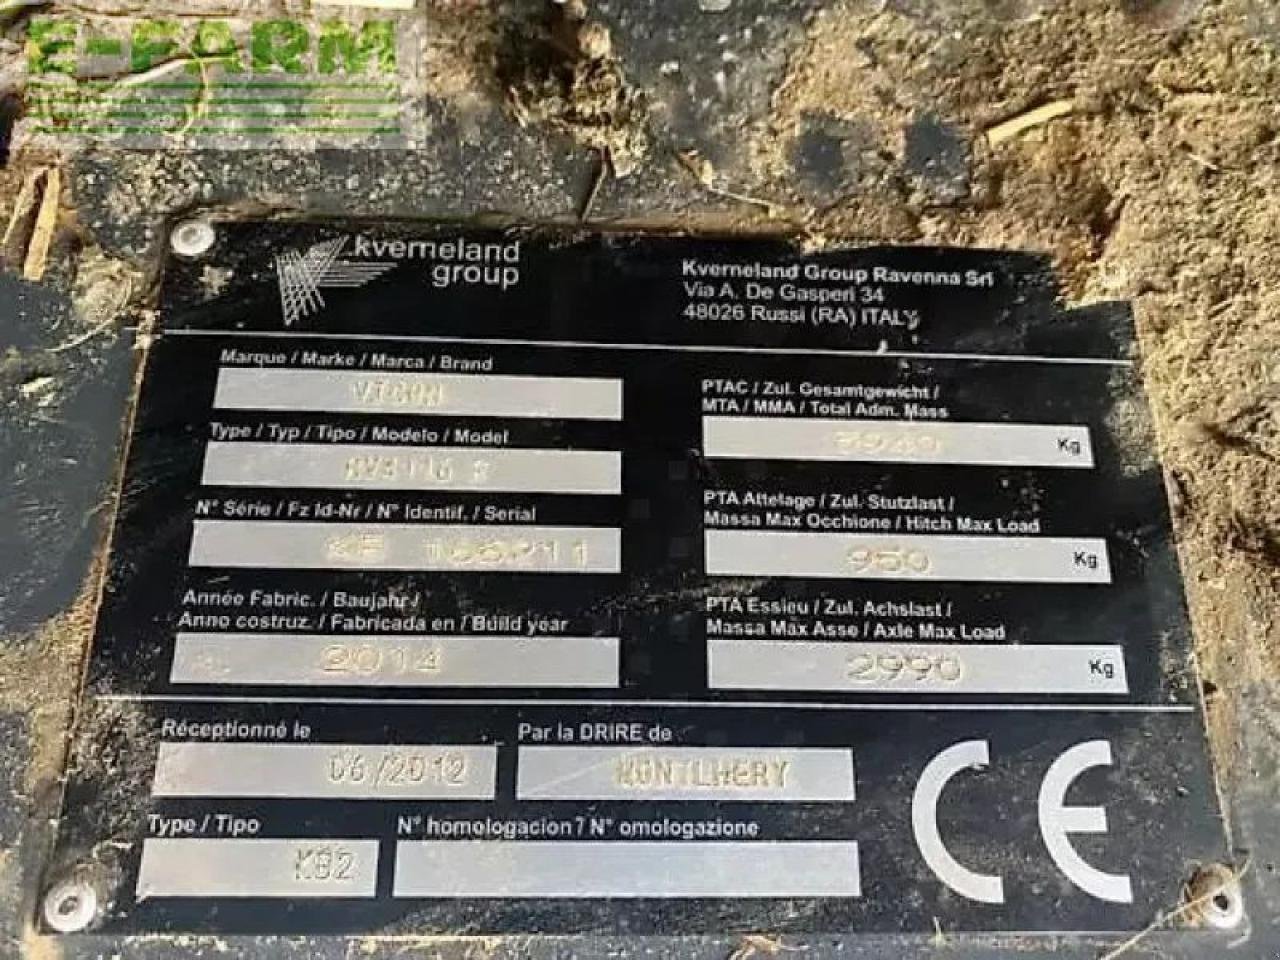 E-FARM
kverneland
group
Kverneland Group Ravenna Srl
Via A. De Gasperi 34
48026 Russi (RA) ITALY
Marque / Marke / Marca / Brand
VICON
Type / Typ / Tipo / Modelo / Model
N° Série / Fz Id-Nr / N° Identif. / Serial
KF
Année Fabric. / Baujahr /
Anno costruz. / Fabricada en / Build year
2014
PTAC / Zul. Gesamtgewicht /
MTA / MMA / Total Adm. Mass
3940 Kg
PTA Attelage / Zul. Stutzlast /
Massa Max Occhione / Hitch Max Load
950 Kg
PTA Essieu / Zul. Achslast /
Massa Max Asse / Axle Max Load
2990 Kg
Réceptionné le
06/2012
Par la DRIRE de
MONTLHERY
Type / Tipo
KB2
N° homologacion / N° omologazione
CE